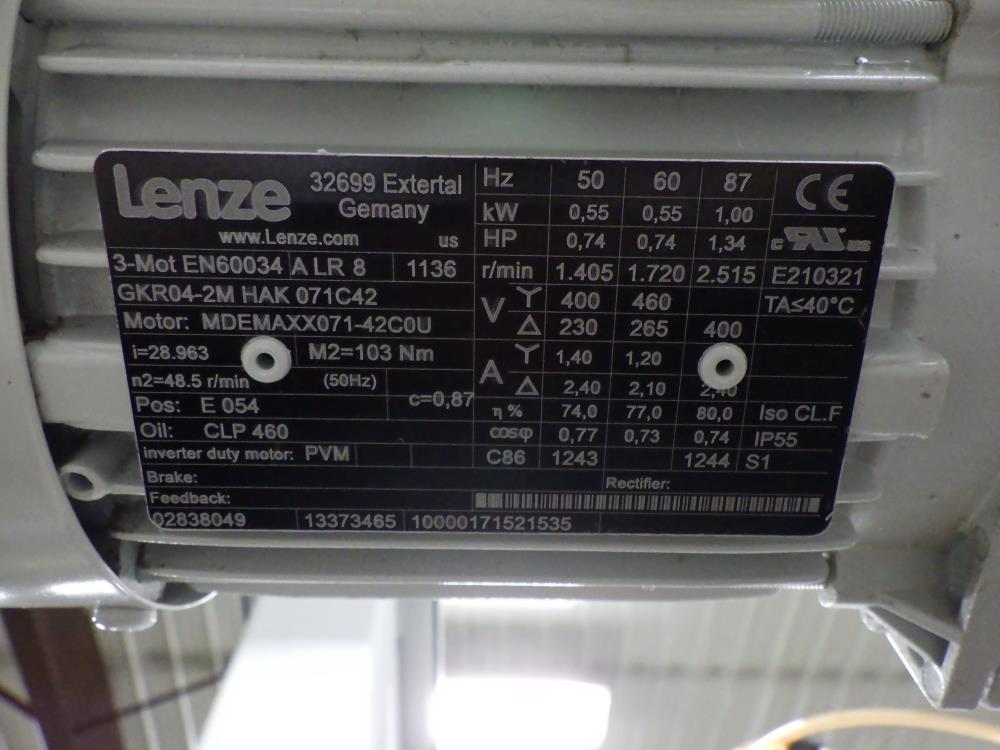 Lenze 32699 Extertal
Gemany
www.Lenze.com us
3-Mot EN60034 A LR 8 1136
GKR04-2M HAK 071C42
Motor: MDEMAXX071-42C0U
i=28.963 M2=103 Nm
n2=48.5 r/min (50Hz) c=0,87
Pos: E 054
Oil: CLP 460
inverter duty motor: PVM
Brake: Rectifier:
Feedback:
02838049 13373465 10000171521535
Hz 50 60 87 CE
kW 0,55 0,55 1,00
HP 0,74 0,74 1,34 c RU us
r/min 1.405 1.720 2.515 E210321
V Y 400 460 TA≤40°C
Δ 230 265 400
A Y 1,40 1,20
Δ 2,40 2,10 2,40
η % 74,0 77,0 80,0 Iso CL.F
cosφ 0,77 0,73 0,74 IP55
C86 1243 1244 S1